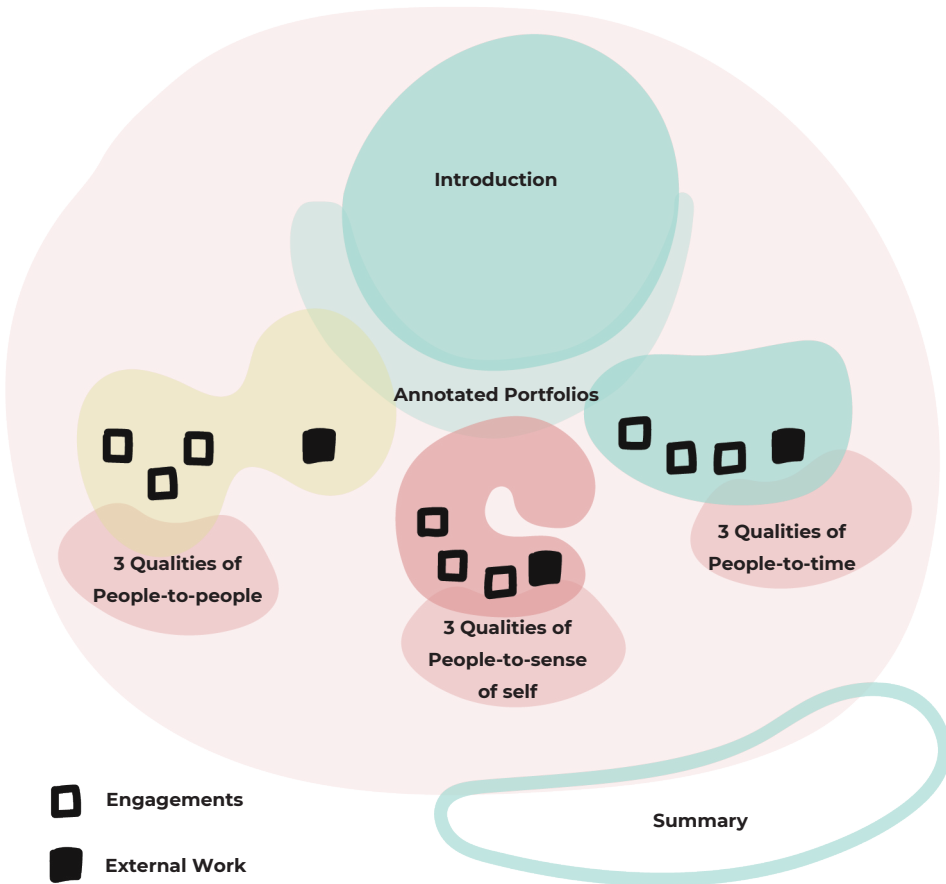 Introduction
Annotated Portfolios
3 Qualities of
People-to-people
3 Qualities of
People-to-sense
of self
3 Qualities of
People-to-time
Summary
Engagements
External Work